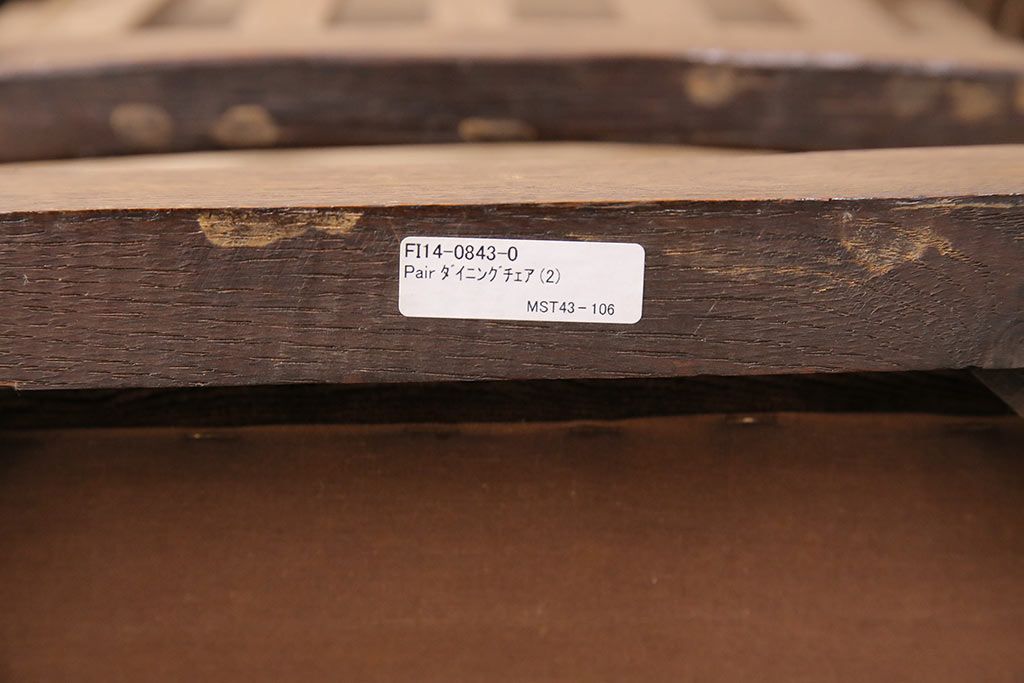 FI14-0843-0
Pair ﾀﾞｲﾆﾝｸﾞﾁｪｱ(2)
MST43-106